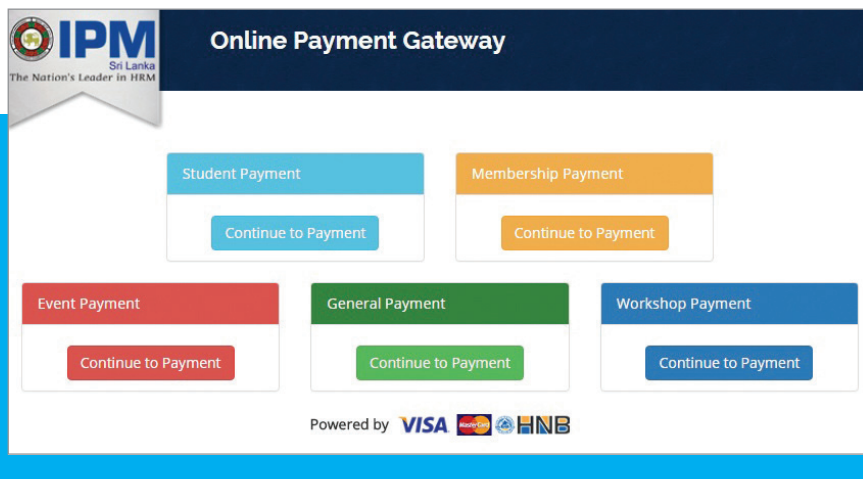 IPM
Sri Lanka
The Nation's Leader in HRM
Online Payment Gateway
Student Payment
Continue to Payment
Membership Payment
Continue to Payment
Event Payment
Continue to Payment
General Payment
Continue to Payment
Workshop Payment
Continue to Payment
Powered by VISA MasterCard HNB